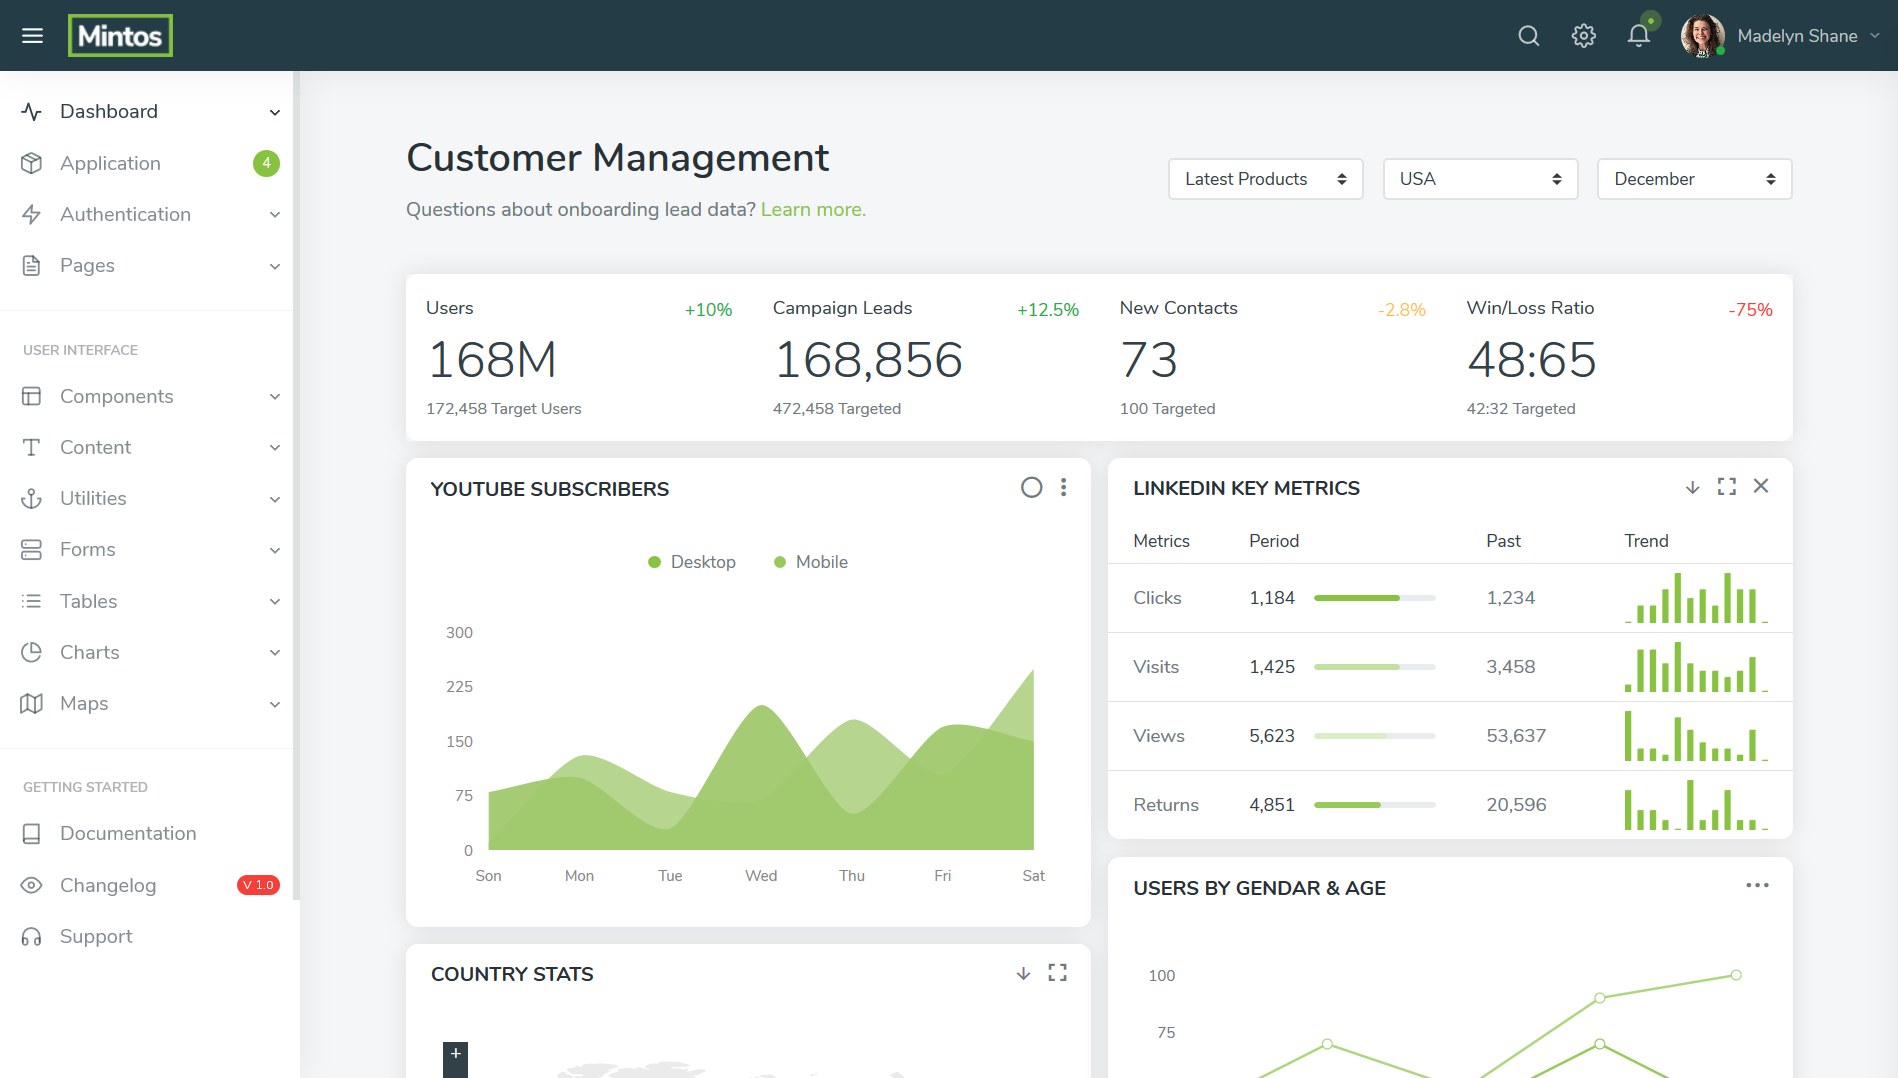 Mintos
Madelyn Shane
Dashboard
Application 4
Authentication
Pages
USER INTERFACE
Components
Content
Utilities
Forms
Tables
Charts
Maps
GETTING STARTED
Documentation
Changelog V 1.0
Support
Customer Management
Questions about onboarding lead data? Learn more.
Latest Products
USA
December
Users +10%
168M
172,458 Target Users
Campaign Leads +12.5%
168,856
472,458 Targeted
New Contacts -2.8%
73
100 Targeted
Win/Loss Ratio -75%
48:65
42:32 Targeted
YOUTUBE SUBSCRIBERS
Desktop Mobile
300
225
150
75
0
Son Mon Tue Wed Thu Fri Sat
LINKEDIN KEY METRICS
Metrics Period Past Trend
Clicks 1,184 1,234
Visits 1,425 3,458
Views 5,623 53,637
Returns 4,851 20,596
COUNTRY STATS
+
USERS BY GENDAR & AGE
100
75